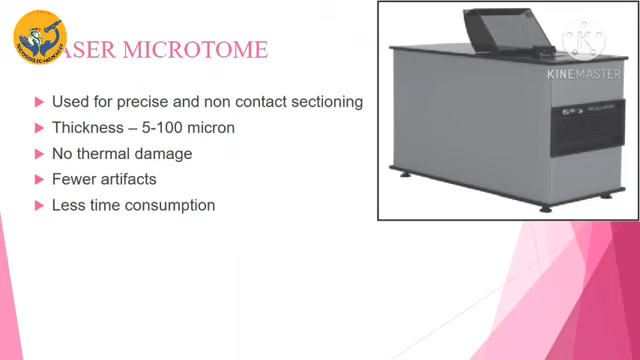 ASER MICROTOME
Used for precise and non contact sectioning
Thickness – 5-100 micron
No thermal damage
Fewer artifacts
Less time consumption
KINEMASTER